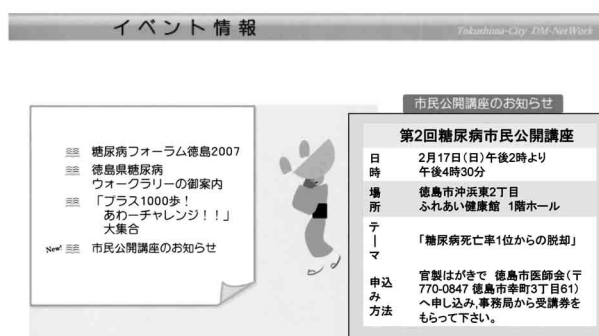 イベント情報
Tokushima-City DM-NetWork
糖尿病フォーラム徳島2007
徳島県糖尿病
ウォークラリーの御案内
「プラス1000歩！
あわーチャレンジ！！」
大集合
New! 市民公開講座のお知らせ
市民公開講座のお知らせ
第2回糖尿病市民公開講座
日時
2月17日(日)午後2時より
午後4時30分
場所
徳島市沖浜東2丁目
ふれあい健康館 1階ホール
テーマ
「糖尿病死亡率1位からの脱却」
申込み方法
官製はがきで 徳島市医師会(〒
770-0847 徳島市幸町3丁目61)
へ申し込み,事務局から受講券を
もらって下さい。